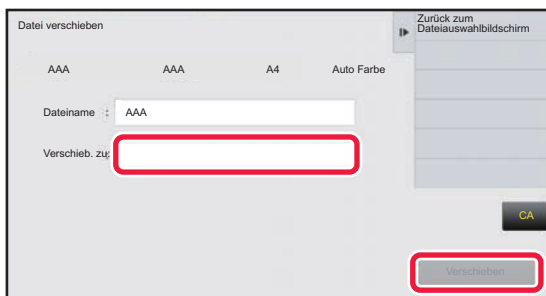 Datei verschieben
Zurück zum
Dateiauswahlbildschirm
AAA AAA A4 Auto Farbe
Dateiname : AAA
Verschieb. zu:
CA
Verschieben